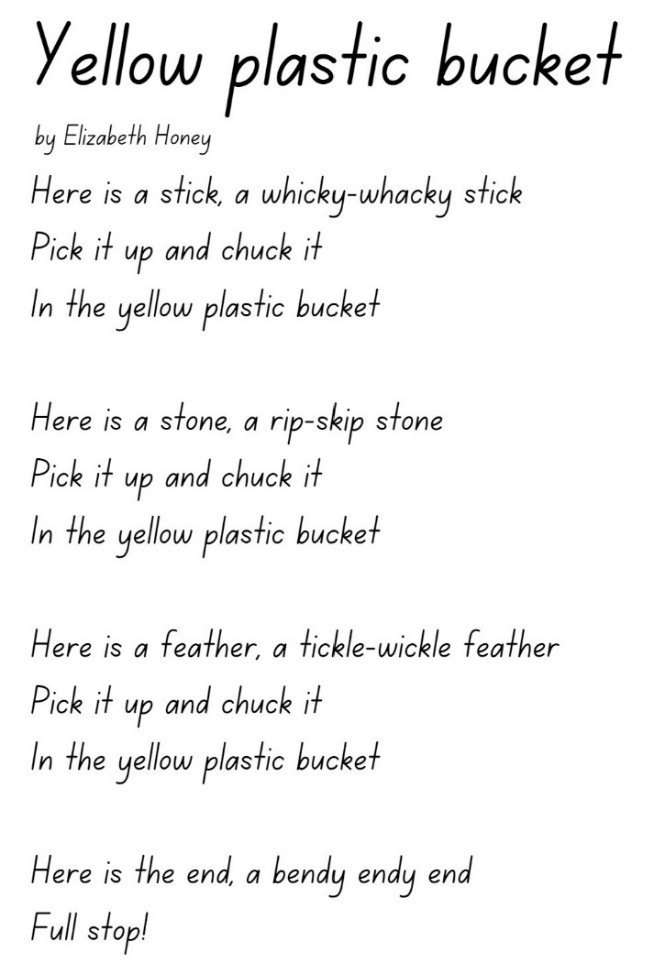 Yellow plastic bucket
by Elizabeth Honey
Here is a stick, a whicky-whacky stick
Pick it up and chuck it
In the yellow plastic bucket
Here is a stone, a rip-skip stone
Pick it up and chuck it
In the yellow plastic bucket
Here is a feather, a tickle-wickle feather
Pick it up and chuck it
In the yellow plastic bucket
Here is the end, a bendy endy end
Full stop!